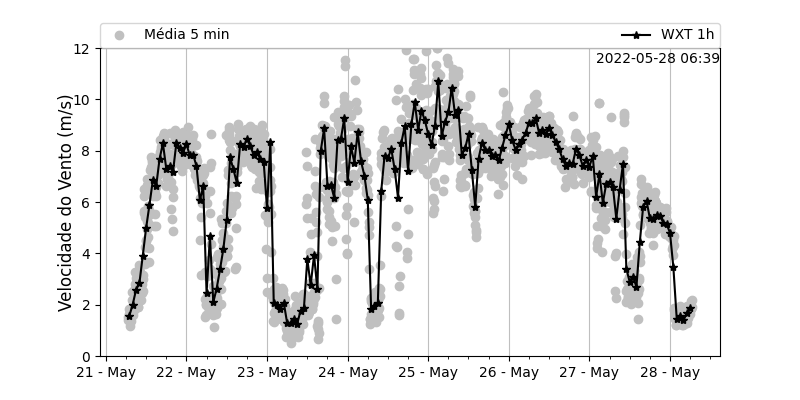 Média 5 min
WXT 1h
2022-05-28 06:39
Velocidade do Vento (m/s)
12
10
8
6
4
2
0
21 - May
22 - May
23 - May
24 - May
25 - May
26 - May
27 - May
28 - May